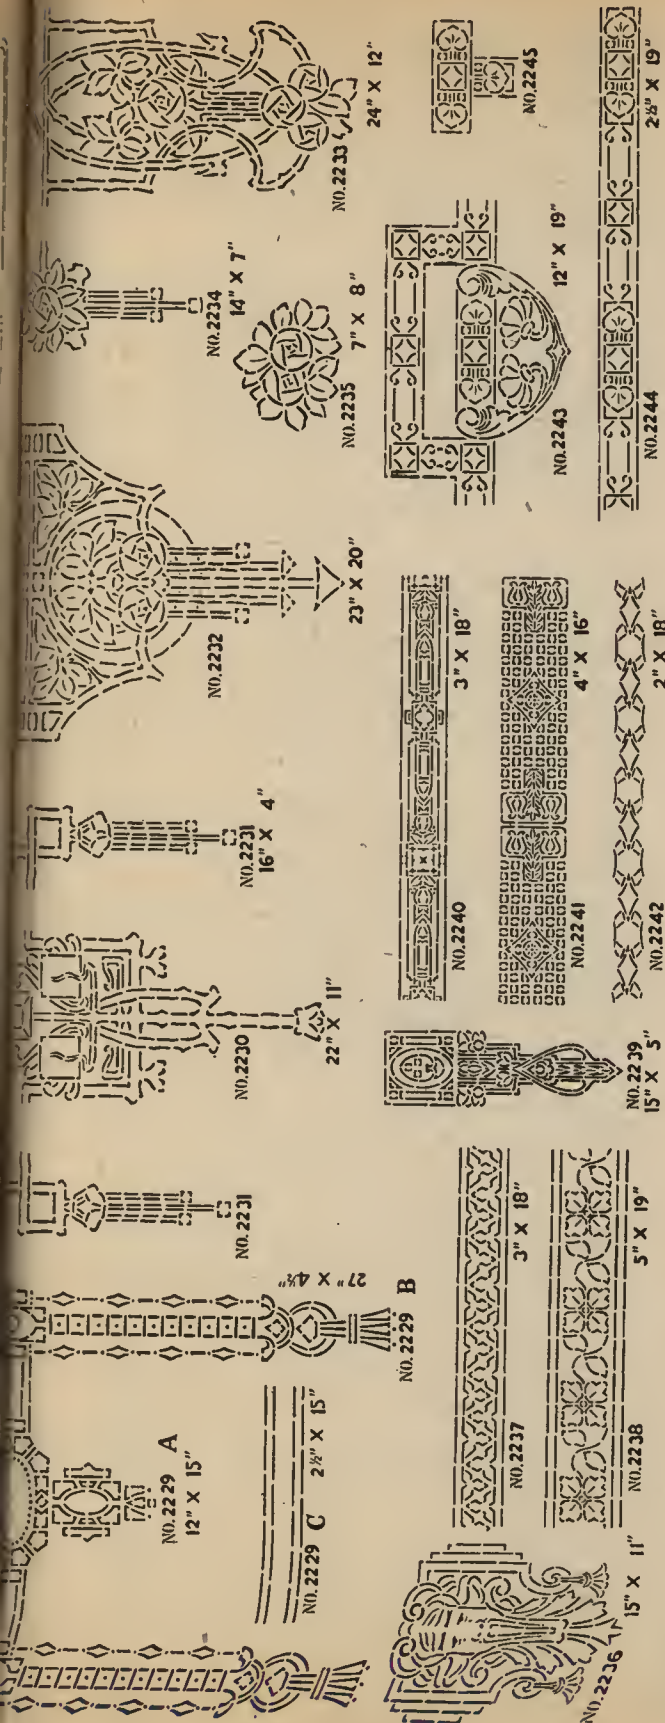 NO. 2229 A
12" X 15"
NO. 2229 C
2½" X 15"
NO. 2229 B
27" X 4½"
NO. 2231
NO. 2230
22" X 11"
NO. 2231
16" X 4"
NO. 2232
23" X 20"
NO. 2234
14" X 7"
NO. 2235
7" X 8"
NO. 2233
24" X 12"
NO. 2236
15" X 11"
NO. 2237
3" X 18"
NO. 2238
5" X 19"
NO. 2239
15" X 5"
NO. 2240
3" X 18"
NO. 2241
4" X 16"
NO. 2242
2" X 18"
NO. 2243
12" X 19"
NO. 2245
NO. 2244
2½" X 19"